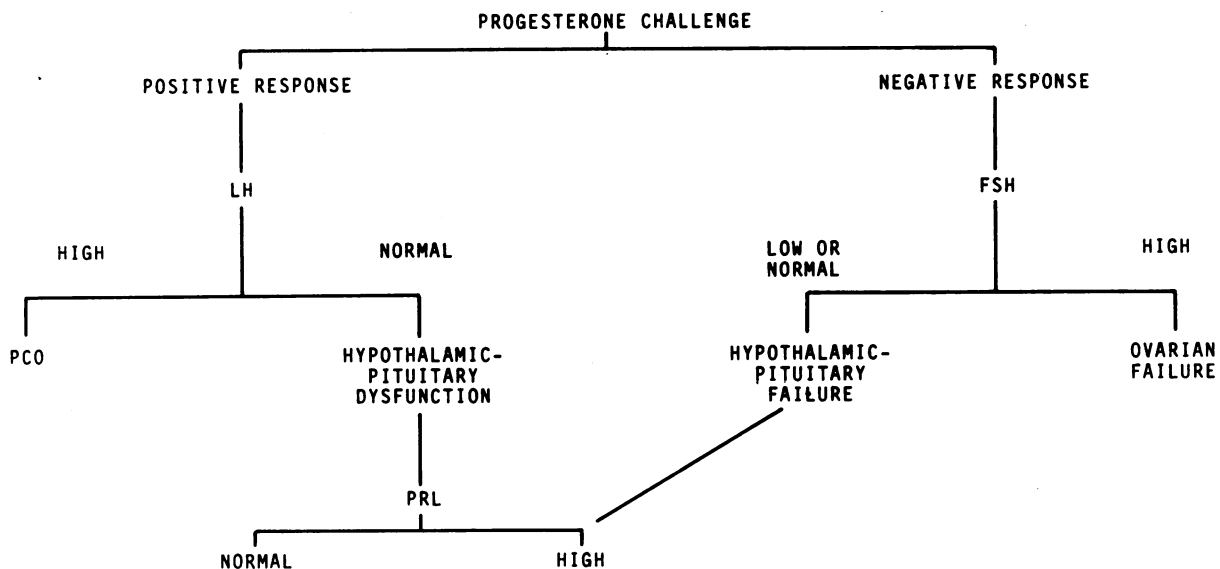 PROGESTERONE CHALLENGE
POSITIVE RESPONSE
NEGATIVE RESPONSE
LH
FSH
HIGH
NORMAL
LOW OR
NORMAL
HIGH
PCO
HYPOTHALAMIC-
PITUITARY
DYSFUNCTION
HYPOTHALAMIC-
PITUITARY
FAILURE
OVARIAN
FAILURE
PRL
NORMAL
HIGH